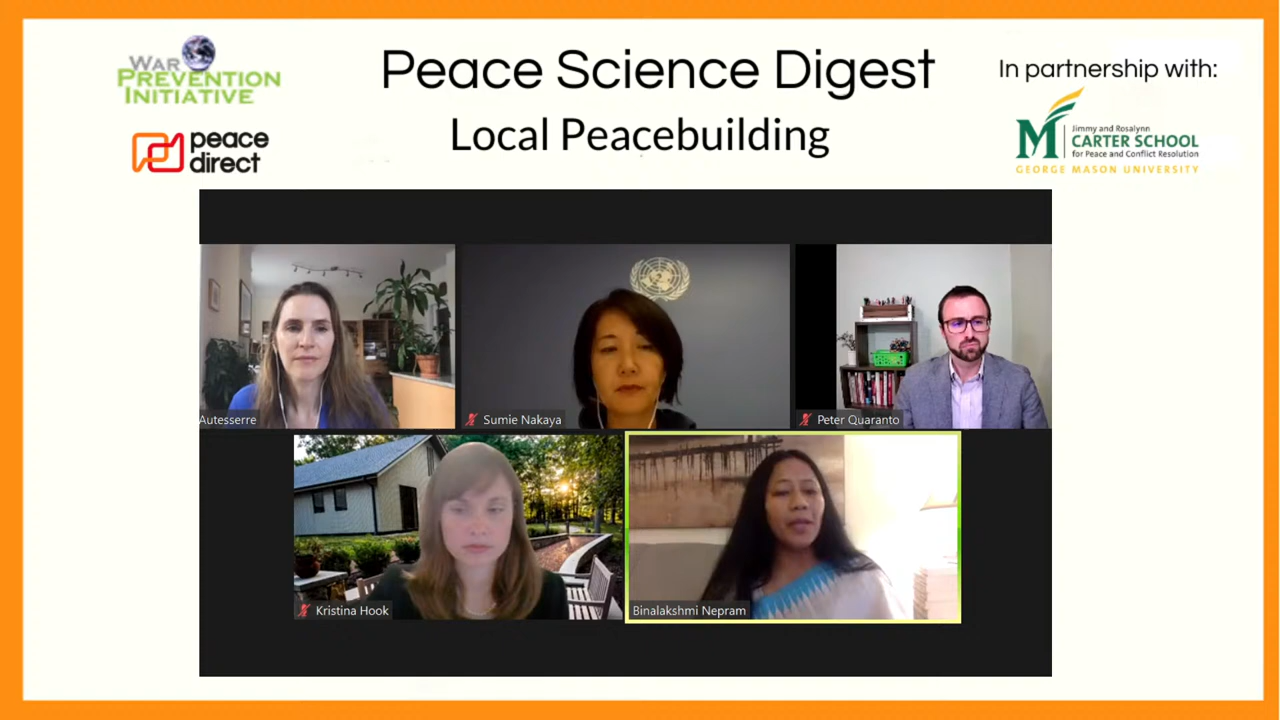 WAR
PREVENTION
INITIATIVE
peace
direct
Peace Science Digest
Local Peacebuilding
In partnership with:
M
Jimmy and Rosalynn
CARTER SCHOOL
for Peace and Conflict Resolution
GEORGE MASON UNIVERSITY
Autesserre
Sumie Nakaya
Peter Quaranto
Kristina Hook
Binalakshmi Nepram